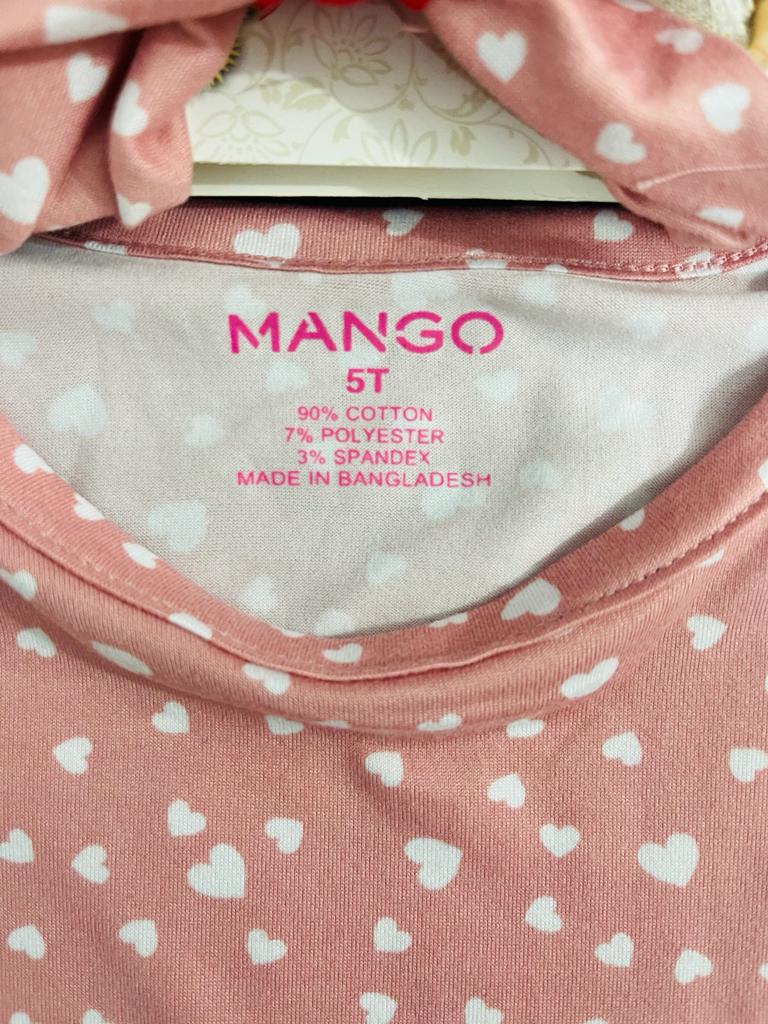 MANGO
5T
90% COTTON
7% POLYESTER
3% SPANDEX
MADE IN BANGLADESH